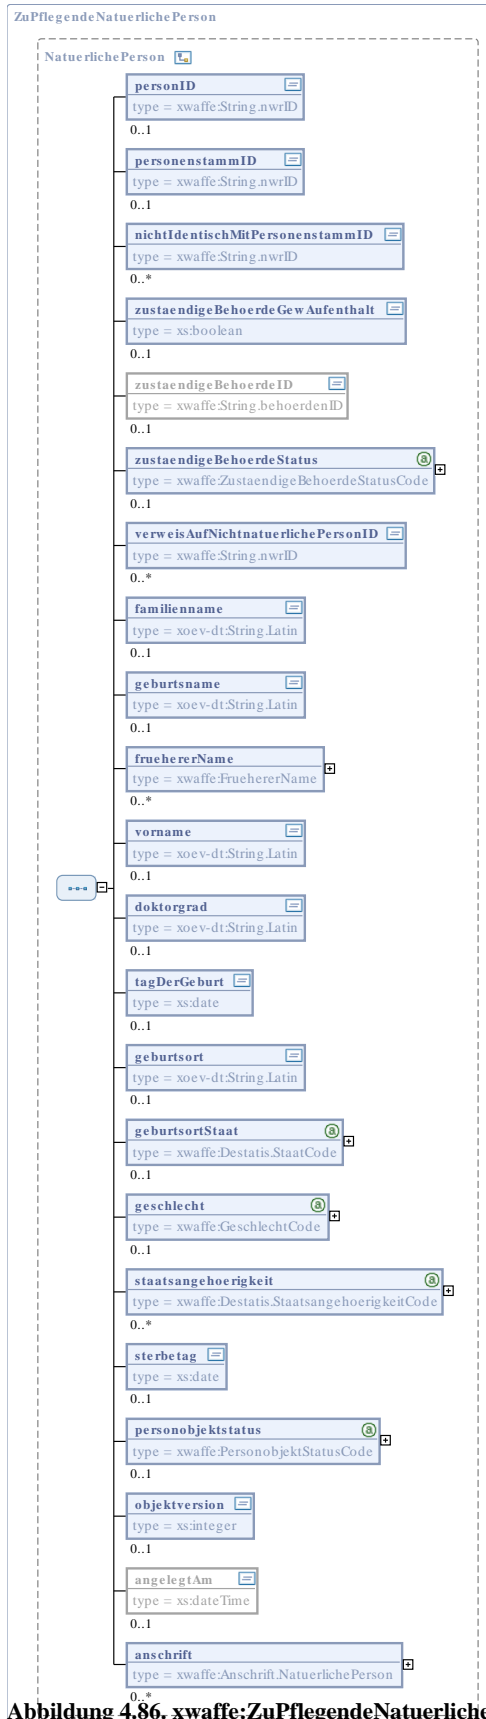 ZuPflegendeNatuerlichePerson
NatuerlichePerson
personID
type = xwaffe:String.nwrID
0..1
personenstammID
type = xwaffe:String.nwrID
0..1
nichtIdentischMitPersonenstammID
type = xwaffe:String.nwrID
0..*
zustaendigeBehoerdeGewAufenthalt
type = xs:boolean
0..1
zustaendigeBehoerdeID
type = xwaffe:String.behoerdenID
0..1
zustaendigeBehoerdeStatus
type = xwaffe:ZustaendigeBehoerdeStatusCode
0..1
verweisAufNichtnatuerlichePersonID
type = xwaffe:String.nwrID
0..*
familienname
type = xoev-dt:String.Latin
0..1
geburtsname
type = xoev-dt:String.Latin
0..1
fruehererName
type = xwaffe:FruehererName
0..*
vorname
type = xoev-dt:String.Latin
0..1
doktorgrad
type = xoev-dt:String.Latin
0..1
tagDerGeburt
type = xs:date
0..1
geburtsort
type = xoev-dt:String.Latin
0..1
geburtsortStaat
type = xwaffe:Destatis.StaatCode
0..1
geschlecht
type = xwaffe:GeschlechtCode
0..1
staatsangehoerigkeit
type = xwaffe:Destatis.StaatsangehoerigkeitCode
0..*
sterbetag
type = xs:date
0..1
personobjektstatus
type = xwaffe:PersonobjektStatusCode
0..1
objektversion
type = xs:integer
0..1
angelegtAm
type = xs:dateTime
0..1
anschrift
type = xwaffe:Anschrift.NatuerlichePerson
0..*
Abbildung 4.86. xwaffe:ZuPflegendeNatuerliche